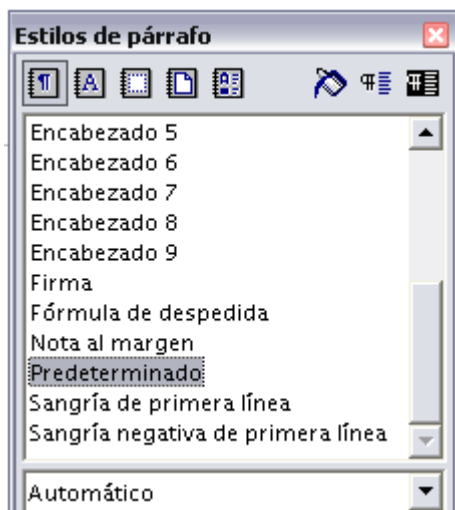 Estilos de párrafo
Encabezado 5
Encabezado 6
Encabezado 7
Encabezado 8
Encabezado 9
Firma
Fórmula de despedida
Nota al margen
Predeterminado
Sangría de primera línea
Sangría negativa de primera línea
Automático